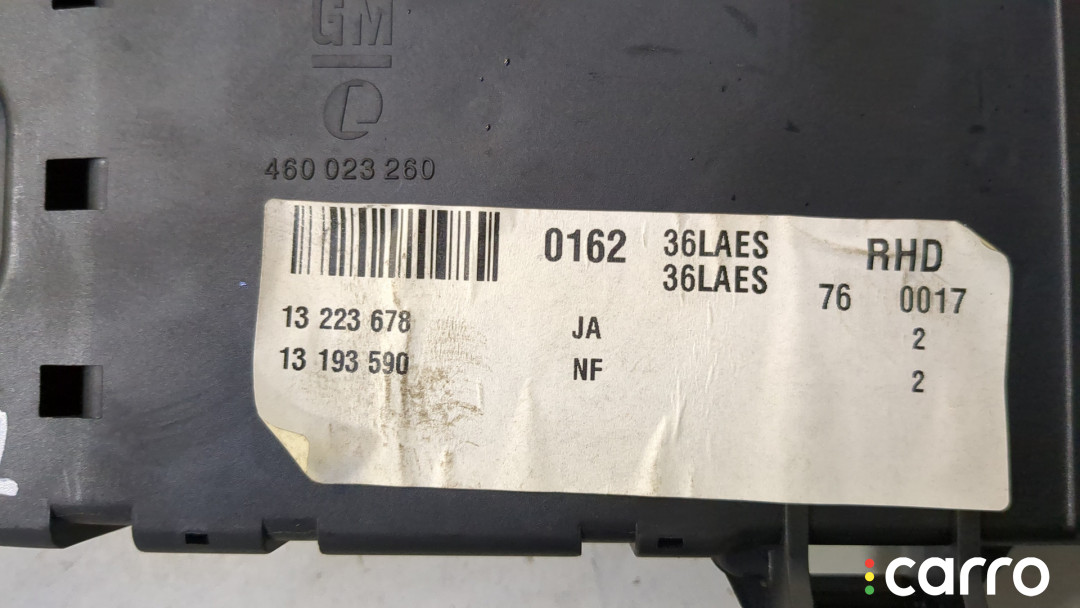 GM
460 023 260
0162 36LAES RHD
36LAES 76 0017
13 223 678 JA 2
13 193 590 NF 2
carro